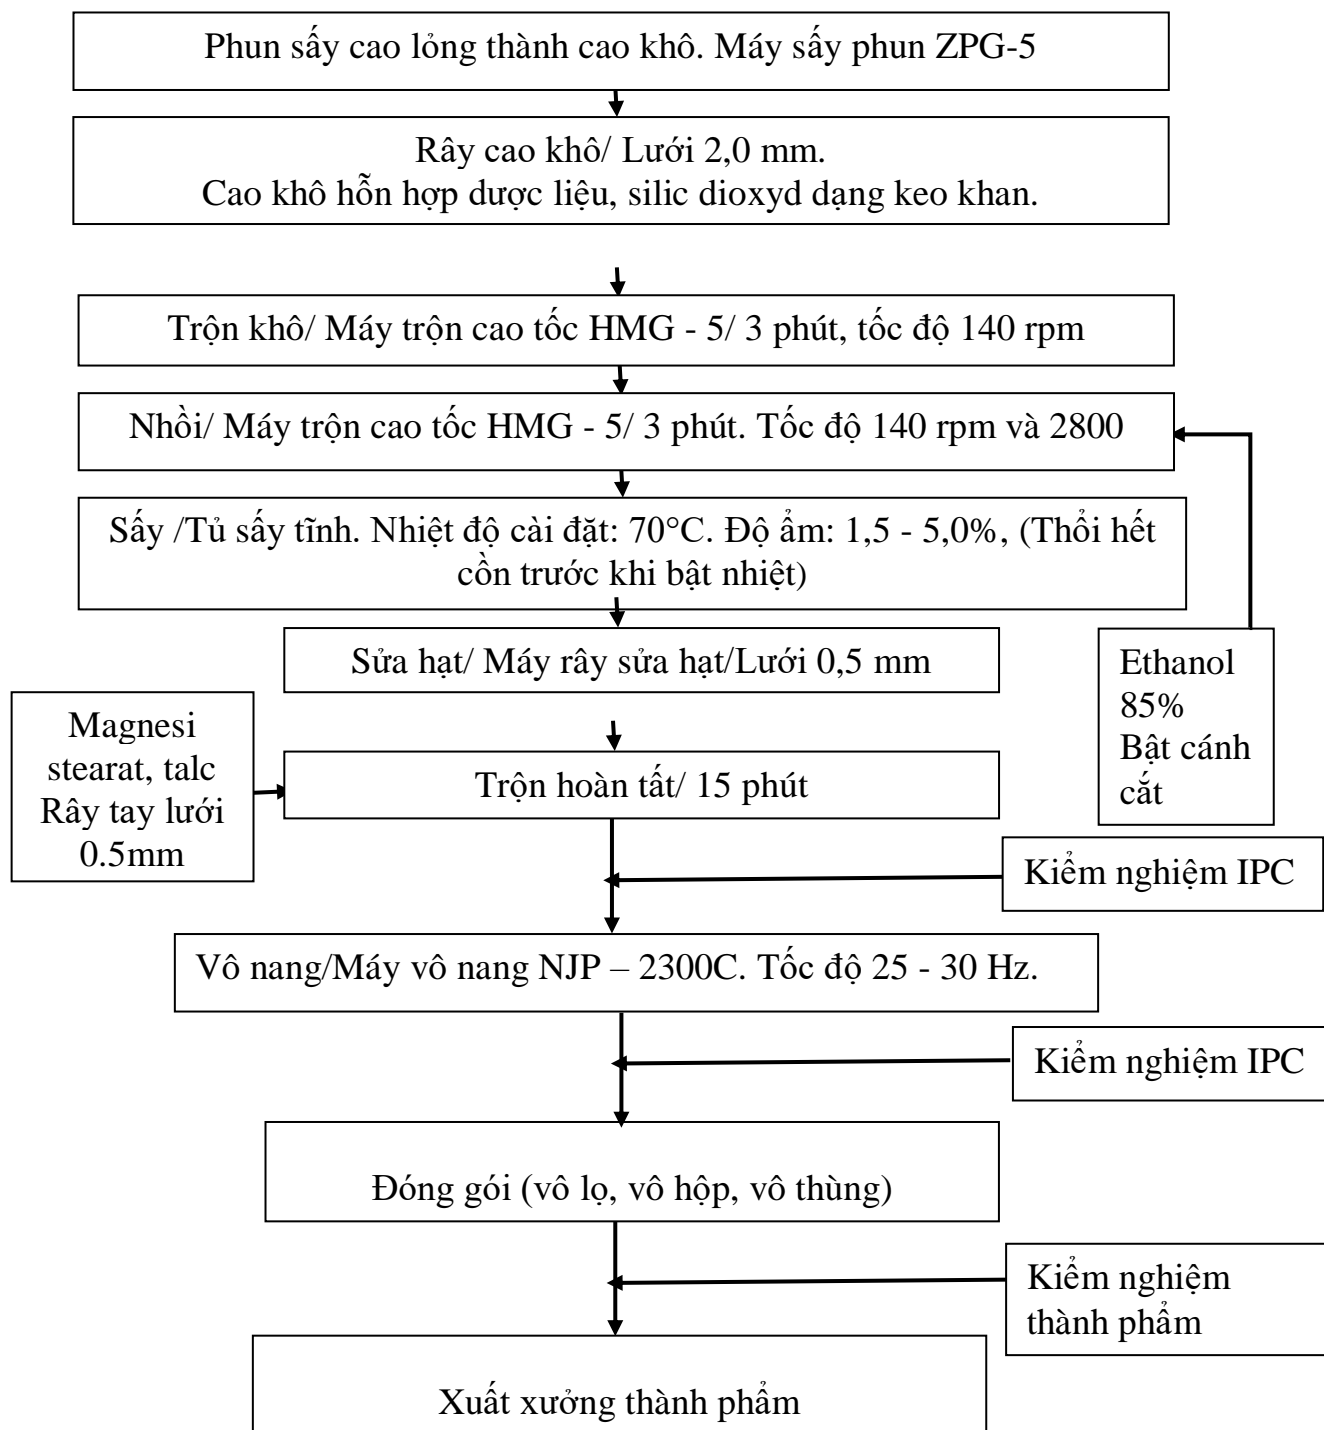 Phun sấy cao lỏng thành cao khô. Máy sấy phun ZPG-5
Rây cao khô/ Lưới 2,0 mm.
Cao khô hỗn hợp dược liệu, silic dioxyd dạng keo khan.
Trộn khô/ Máy trộn cao tốc HMG - 5/ 3 phút, tốc độ 140 rpm
Nhồi/ Máy trộn cao tốc HMG - 5/ 3 phút. Tốc độ 140 rpm và 2800
Sấy /Tủ sấy tĩnh. Nhiệt độ cài đặt: 70°C. Độ ẩm: 1,5 - 5,0%, (Thổi hết
cồn trước khi bật nhiệt)
Sửa hạt/ Máy rây sửa hạt/Lưới 0,5 mm
Ethanol
85%
Bật cánh
cắt
Magnesi
stearat, talc
Rây tay lưới
0.5mm
Trộn hoàn tất/ 15 phút
Kiểm nghiệm IPC
Vô nang/Máy vô nang NJP – 2300C. Tốc độ 25 - 30 Hz.
Kiểm nghiệm IPC
Đóng gói (vô lọ, vô hộp, vô thùng)
Kiểm nghiệm
thành phẩm
Xuất xưởng thành phẩm